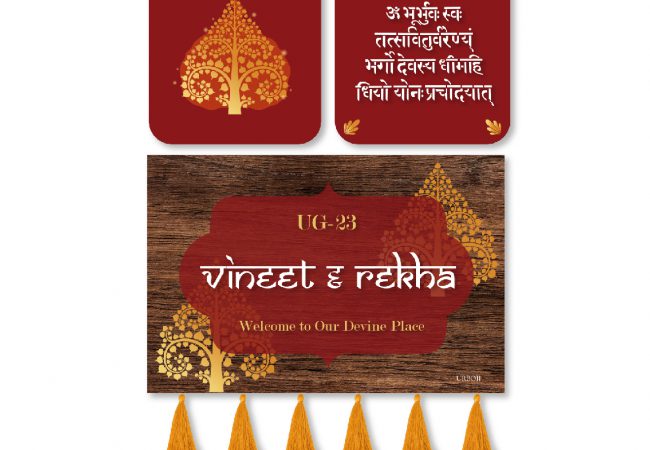 ॐ भूर्भुवः स्वः
तत्सवितुर्वरेण्यं
भर्गो देवस्य धीमहि
धियो योनः प्रचोदयात्
UG-23
vineet & Rekha
Welcome to Our Devine Place